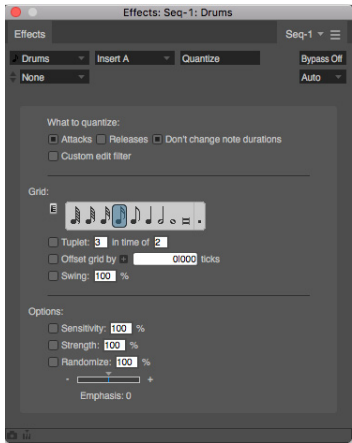 Effects: Seq-1: Drums
Effects Seq-1
Drums Insert A Quantize Bypass Off
None Auto
What to quantize:
Attacks Releases Don't change note durations
Custom edit filter
Grid:
E
Tuplet: 3 in time of 2
Offset grid by + 0|000 ticks
Swing: 100 %
Options:
Sensitivity: 100 %
Strength: 100 %
Randomize: 100 %
- +
Emphasis: 0